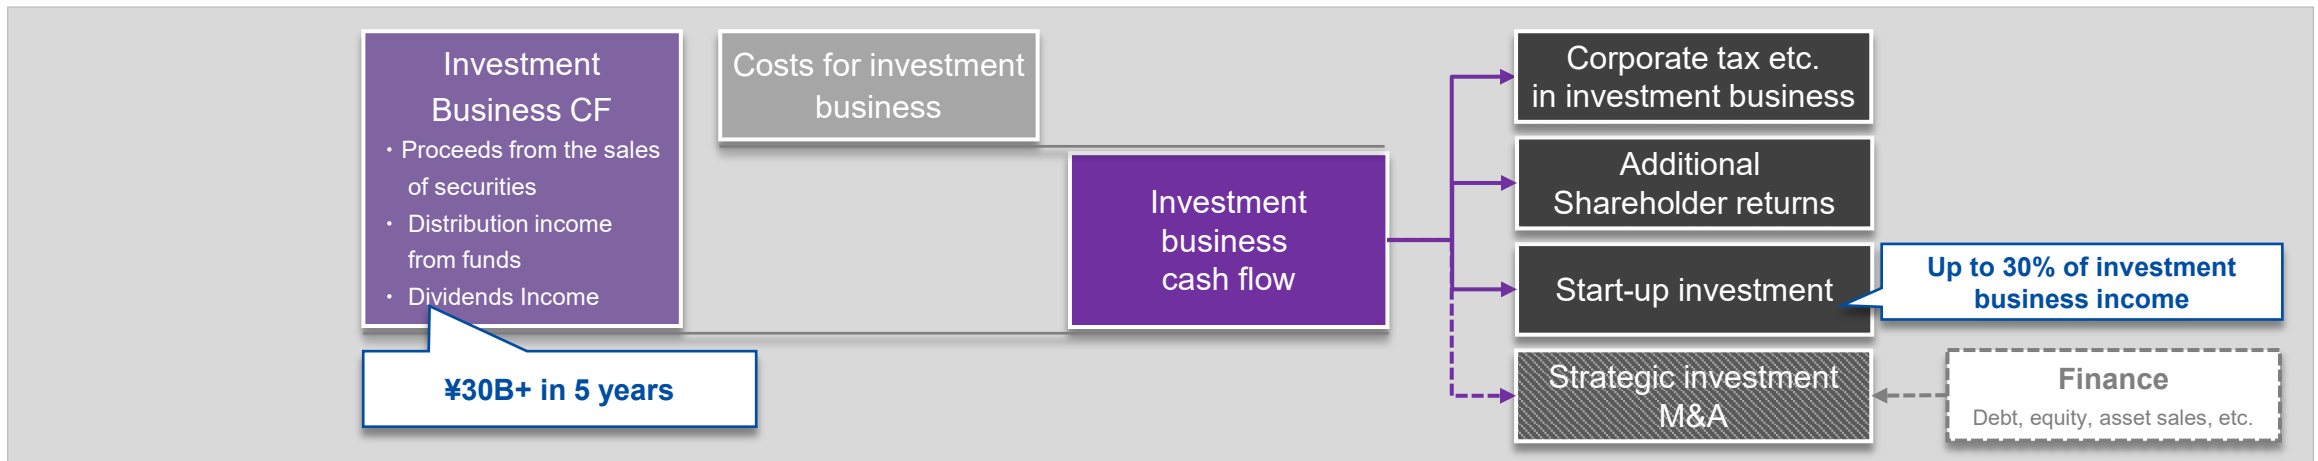 Investment
Business CF
・Proceeds from the sales
of securities
・ Distribution income
from funds
・ Dividends Income
¥30B+ in 5 years
Costs for investment
business
Investment
business
cash flow
Corporate tax etc.
in investment business
Additional
Shareholder returns
Start-up investment
Up to 30% of investment
business income
Strategic investment
M&A
Finance
Debt, equity, asset sales, etc.